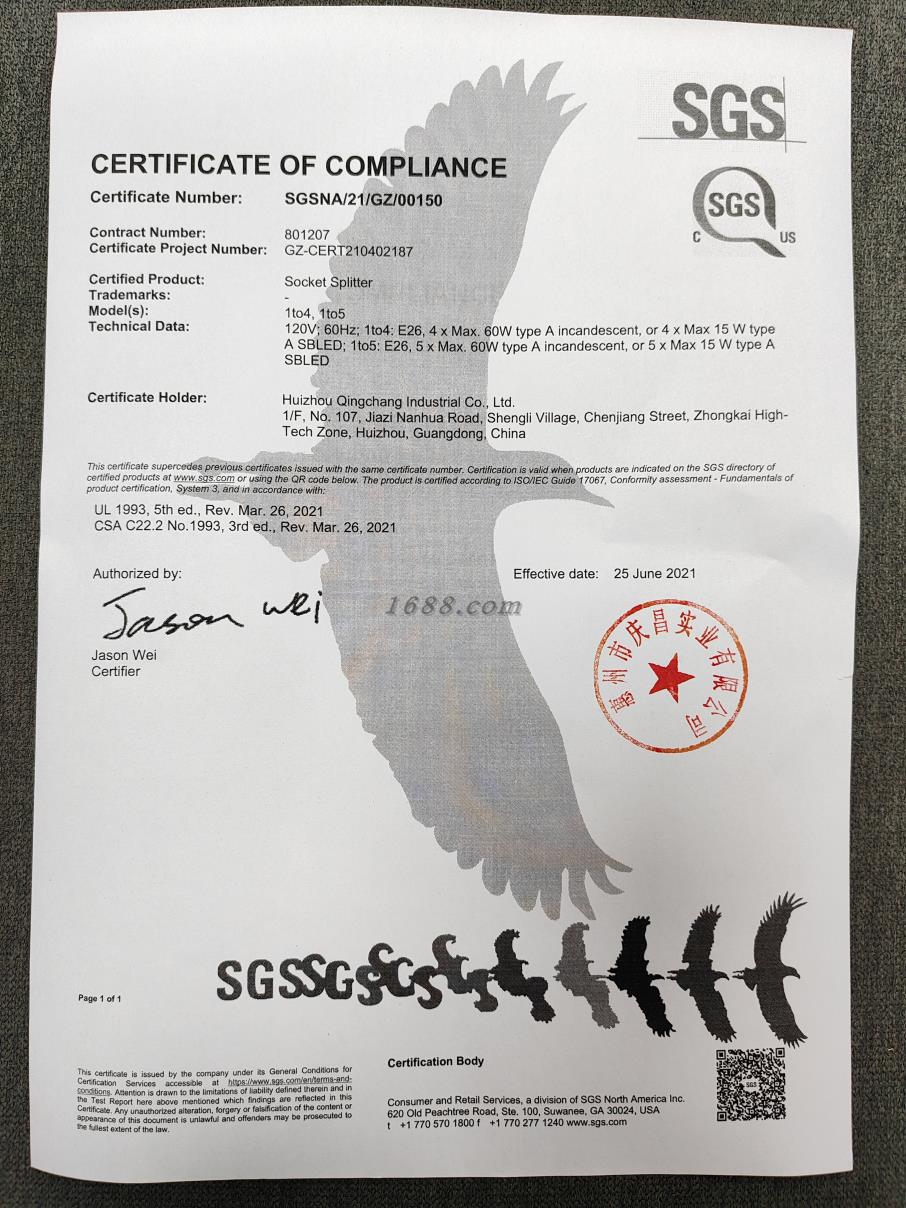 SGS
CERTIFICATE OF COMPLIANCE
Certificate Number: SGSNA/21/GZ/00150
SGS
C US
Contract Number: 801207
Certificate Project Number: GZ-CERT210402187
Certified Product: Socket Splitter
Trademarks: -
Model(s): 1to4, 1to5
Technical Data: 120V; 60Hz; 1to4: E26, 4 x Max. 60W type A incandescent, or 4 x Max 15 W type
A SBLED; 1to5: E26, 5 x Max. 60W type A incandescent, or 5 x Max 15 W type A
SBLED
Certificate Holder: Huizhou Qingchang Industrial Co., Ltd.
1/F, No. 107, Jiazi Nanhua Road, Shengli Village, Chenjiang Street, Zhongkai High-
Tech Zone, Huizhou, Guangdong, China
This certificate supercedes previous certificates issued with the same certificate number. Certification is valid when products are indicated on the SGS directory of
certified products at www.sgs.com or using the QR code below. The product is certified according to ISO/IEC Guide 17067, Conformity assessment - Fundamentals of
product certification, System 3, and in accordance with:
UL 1993, 5th ed., Rev. Mar. 26, 2021
CSA C22.2 No.1993, 3rd ed., Rev. Mar. 26, 2021
Authorized by:
Effective date: 25 June 2021
Jason Wei
1688.com
惠州市庆昌实业有限公司
Jason Wei
Certifier
SGSSGSGS
Page 1 of 1
This certificate is issued by the company under its General Conditions for
Certification Services accessible at https://www.sgs.com/en/terms-and-
conditions. Attention is drawn to the limitations of liability defined therein and in
the Test Report here above mentioned which findings are reflected in this
Certificate. Any unauthorized alteration, forgery or falsification of the content or
appearance of this document is unlawful and offenders may be prosecuted to
the fullest extent of the law.
Certification Body
Consumer and Retail Services, a division of SGS North America Inc.
620 Old Peachtree Road, Ste. 100, Suwanee, GA 30024, USA
t +1 770 570 1800 f +1 770 277 1240 www.sgs.com
SGS